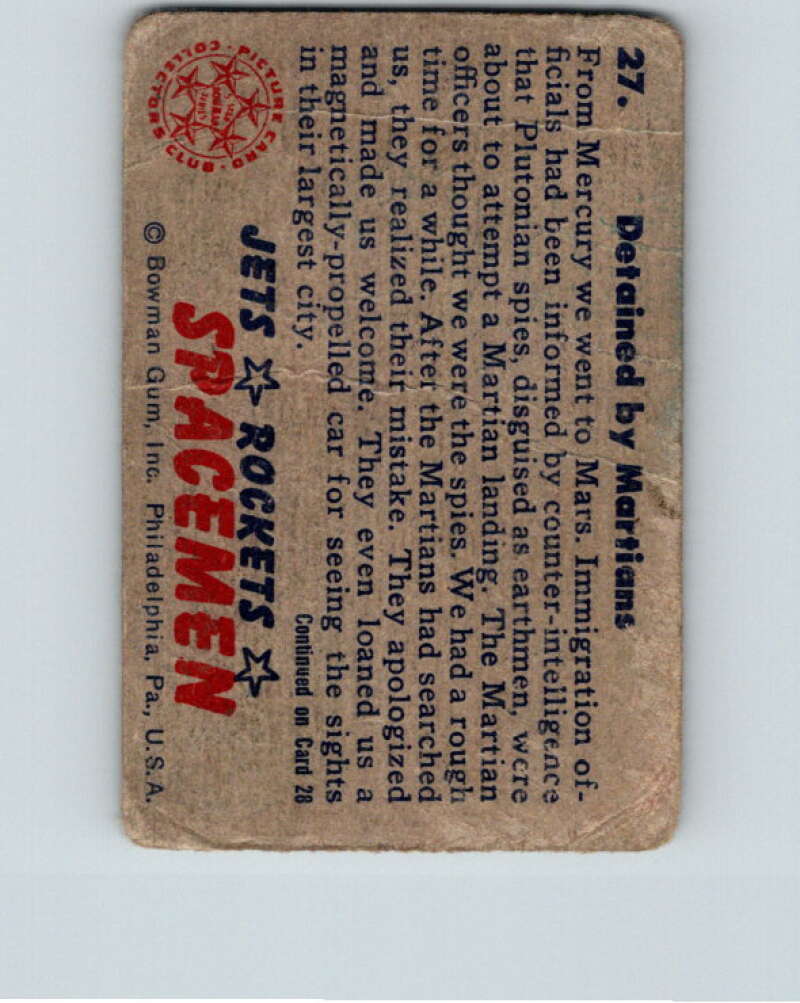 27. Detained by Martians
From Mercury we went to Mars. Immigration of-
ficials had been informed by counter-intelligence
that Plutonian spies, disguised as earthmen, were
about to attempt a Martian landing. The Martian
officers thought we were the spies. We had a rough
time for a while. After the Martians had searched
us, they realized their mistake. They apologized
and made us welcome. They even loaned us a
magnetically-propelled car for seeing the sights
in their largest city.
Continued on Card 28
PICTURE CARD
COLLECTORS CLUB
JETS ROCKETS
SPACEMEN
© Bowman Gum, Inc. Philadelphia, Pa., U.S.A.